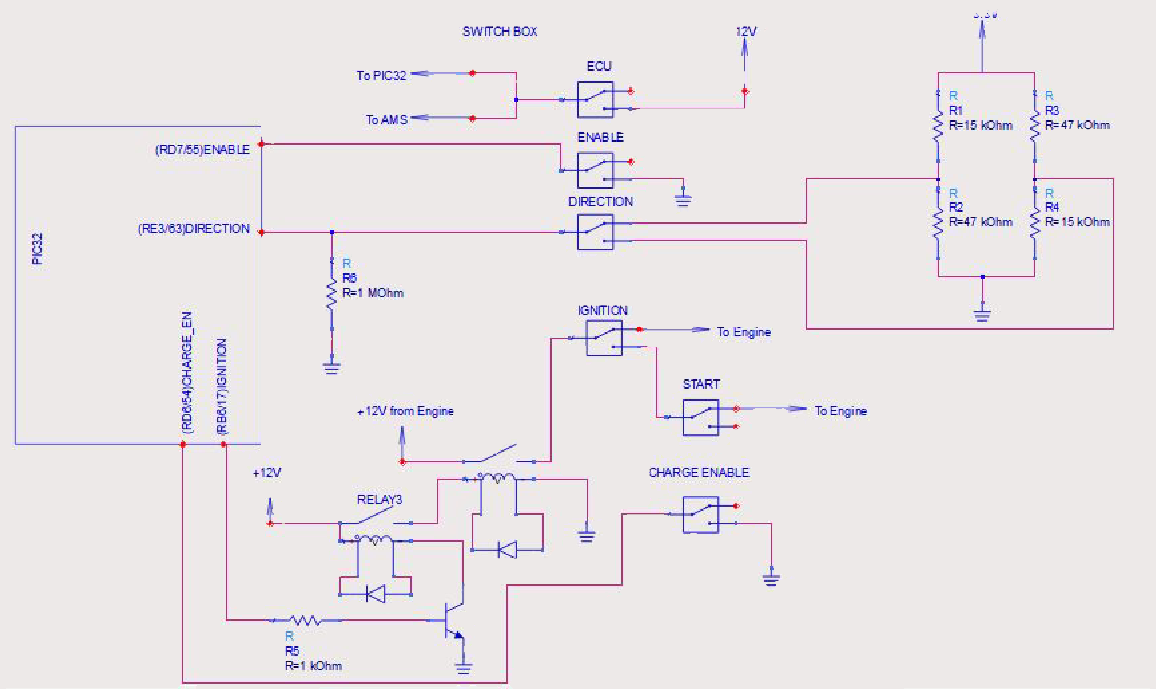 SWITCH BOX
12V
ECU
To PIC32
To AMS
ENABLE
(RD7/55)ENABLE
DIRECTION
(RE3/63)DIRECTION
PIC32
R
R1
R=15 kOhm
R
R3
R=47 kOhm
R
R2
R=47 kOhm
R
R4
R=15 kOhm
R
R6
R=1 MOhm
IGNITION
To Engine
(RD6/54)CHARGE_EN
(RB6/17)IGNITION
START
To Engine
+12V from Engine
+12V
RELAY3
CHARGE ENABLE
R
R5
R=1 kOhm